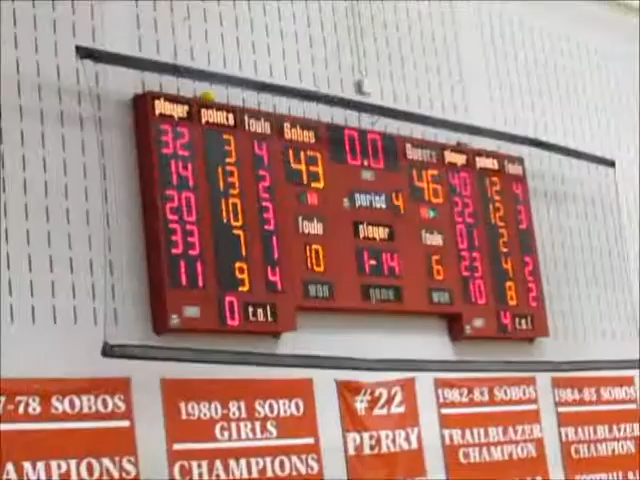 player points fouls Sobos 0.0 Guests player points fouls
32 3 4 43 46 40 12 4
14 13 2 period 4 22 12 3
20 10 3 fouls player fouls 01 2
33 7 1 10 1-14 6 23 4 2
11 9 4 won game won 10 8 2
0 t.o.l 4 t.o.l
7-78 SOBOS
AMPIONS
1980-81 SOBO
GIRLS
CHAMPIONS
#22
PERRY
1982-83 SOBOS
TRAILBLAZER
CHAMPION
1984-85 SOBOS
TRAILBLAZER
CHAMPION